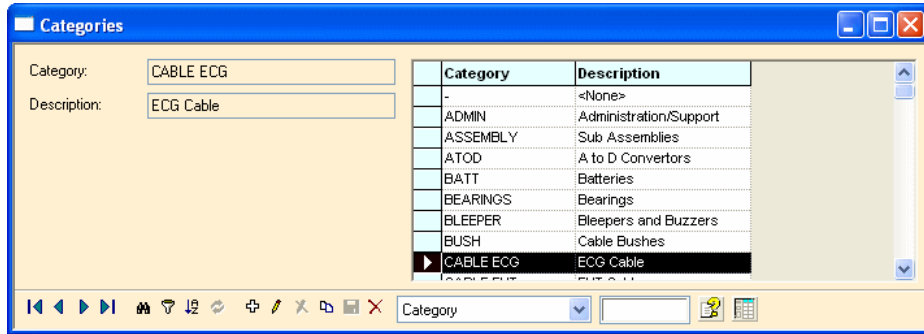 Categories
Category: CABLE ECG
Description: ECG Cable
Category Description
- <None>
ADMIN Administration/Support
ASSEMBLY Sub Assemblies
ATOD A to D Convertors
BATT Batteries
BEARINGS Bearings
BLEEPER Bleepers and Buzzers
BUSH Cable Bushes
CABLE ECG ECG Cable
Category